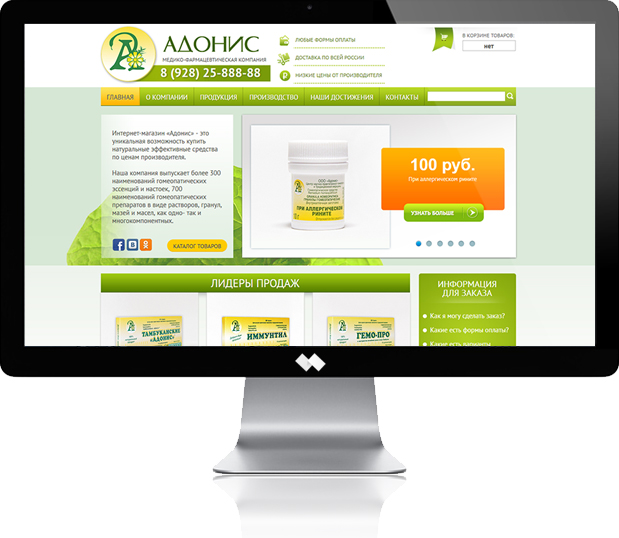 АДОНИС
МЕДИКО-ФАРМАЦЕВТИЧЕСКАЯ КОМПАНИЯ
8 (928) 25-888-88
ЛЮБЫЕ ФОРМЫ ОПЛАТЫ
ДОСТАВКА ПО ВСЕЙ РОССИИ
НИЗКИЕ ЦЕНЫ ОТ ПРОИЗВОДИТЕЛЯ
В КОРЗИНЕ ТОВАРОВ:
нет
ГЛАВНАЯ О КОМПАНИИ ПРОДУКЦИЯ ПРОИЗВОДСТВО НАШИ ДОСТИЖЕНИЯ КОНТАКТЫ
Интернет-магазин «Адонис» - это
уникальная возможность купить
натуральные эффективные средства
по ценам производителя.
Наша компания выпускает более 300
наименований гомеопатических
эссенций и настоек, 700
наименований гомеопатических
препаратов в виде растворов, гранул,
мазей и масел, как одно- так и
многокомпонентных.
КАТАЛОГ ТОВАРОВ
ПРИ АЛЛЕРГИЧЕСКОМ
РИНИТЕ
100 руб.
При аллергическом рините
УЗНАТЬ БОЛЬШЕ
ЛИДЕРЫ ПРОДАЖ
ТАМБУКАНСКИЕ
«АДОНИС»
ИММУНТИЛ
ГЕМО-ПРО
ИНФОРМАЦИЯ
ДЛЯ ЗАКАЗА
Как я могу сделать заказ?
Какие есть формы оплаты?
Какие есть варианты